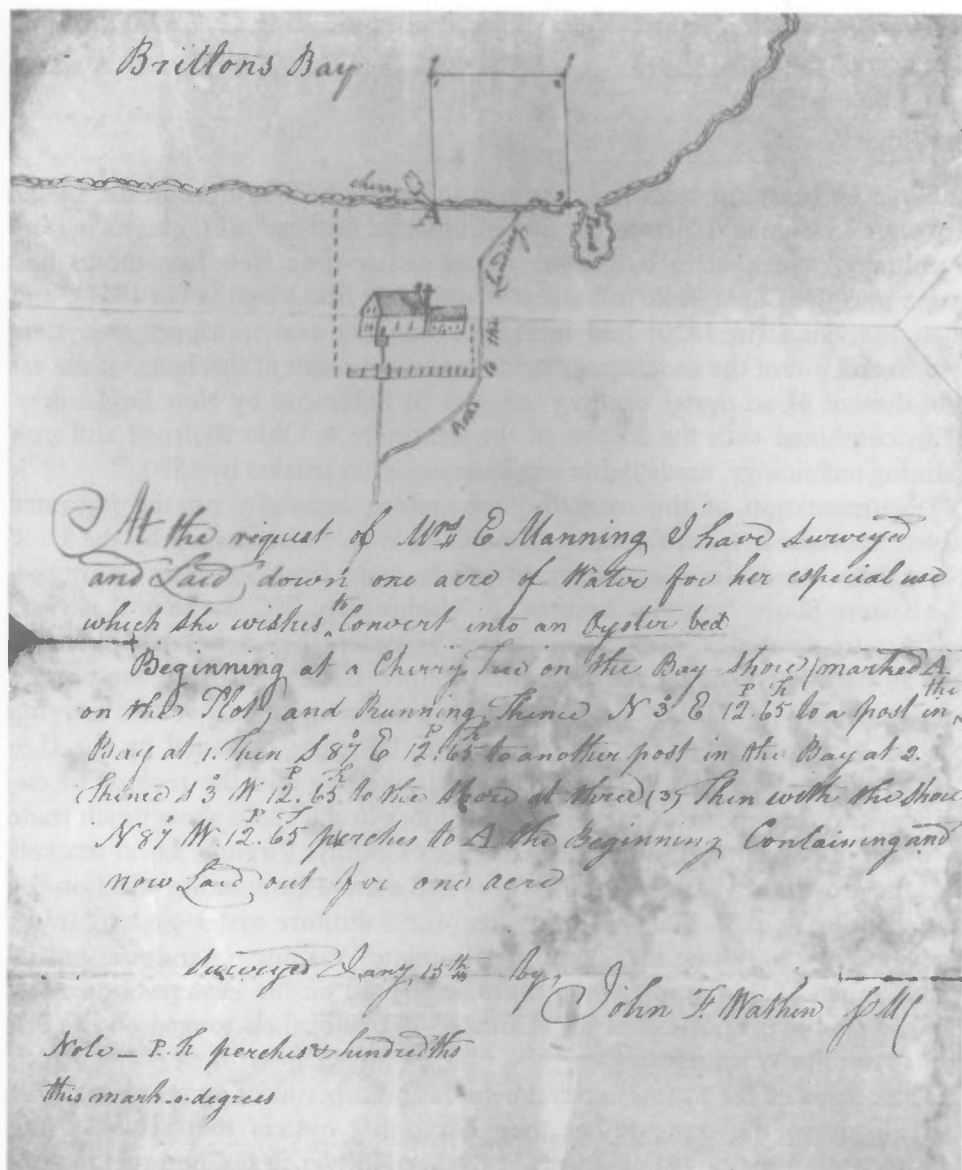 Brittons Bay
cherry
A
1
2
3
Landing
to the
And
At the request of Mrs E Manning I have surveyed
and Laid down one acre of Water for her especial use
which she wishes to Convert into an Oyster bed
Beginning at a Cherry Tree on the Bay Shore (marked A
on the Plot) and Running Thence N 3° E 12.65 P h to a post in the
Bay at 1. Then S 87° E 12.65 P h to another post in the Bay at 2.
Thence S 3° W 12.65 P h to the Shore at three (3) Then with the Shore
N 87° W. 12.65 P h perches to A the Beginning Containing and
now Laid out for one acre
Surveyed Jany, 15th by,
John F. Wathen
Note – P. h perches & hundredths
this mark . o . degrees